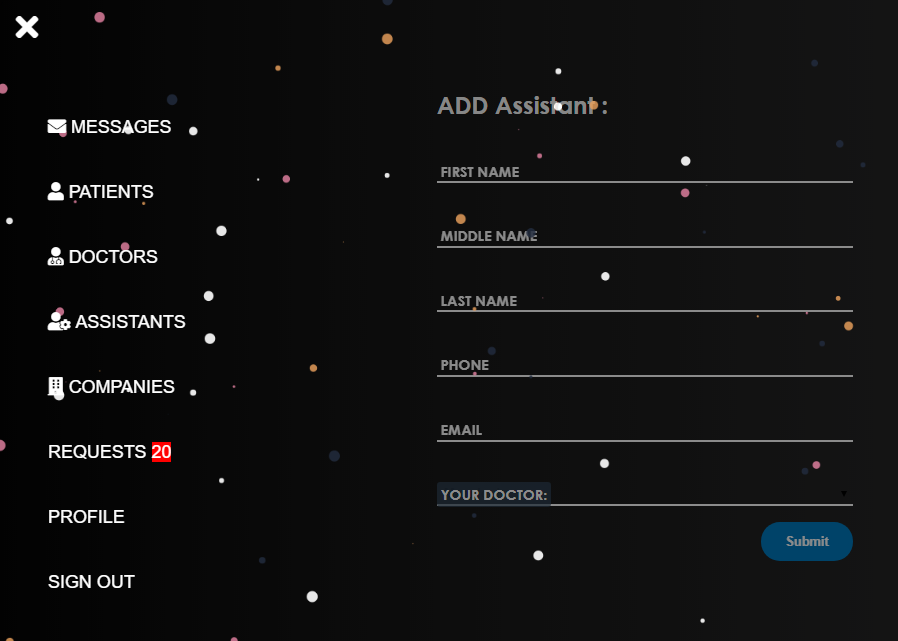 MESSAGES
PATIENTS
DOCTORS
ASSISTANTS
COMPANIES
REQUESTS 20
PROFILE
SIGN OUT
ADD Assistant :
FIRST NAME
MIDDLE NAME
LAST NAME
PHONE
EMAIL
YOUR DOCTOR:
Submit